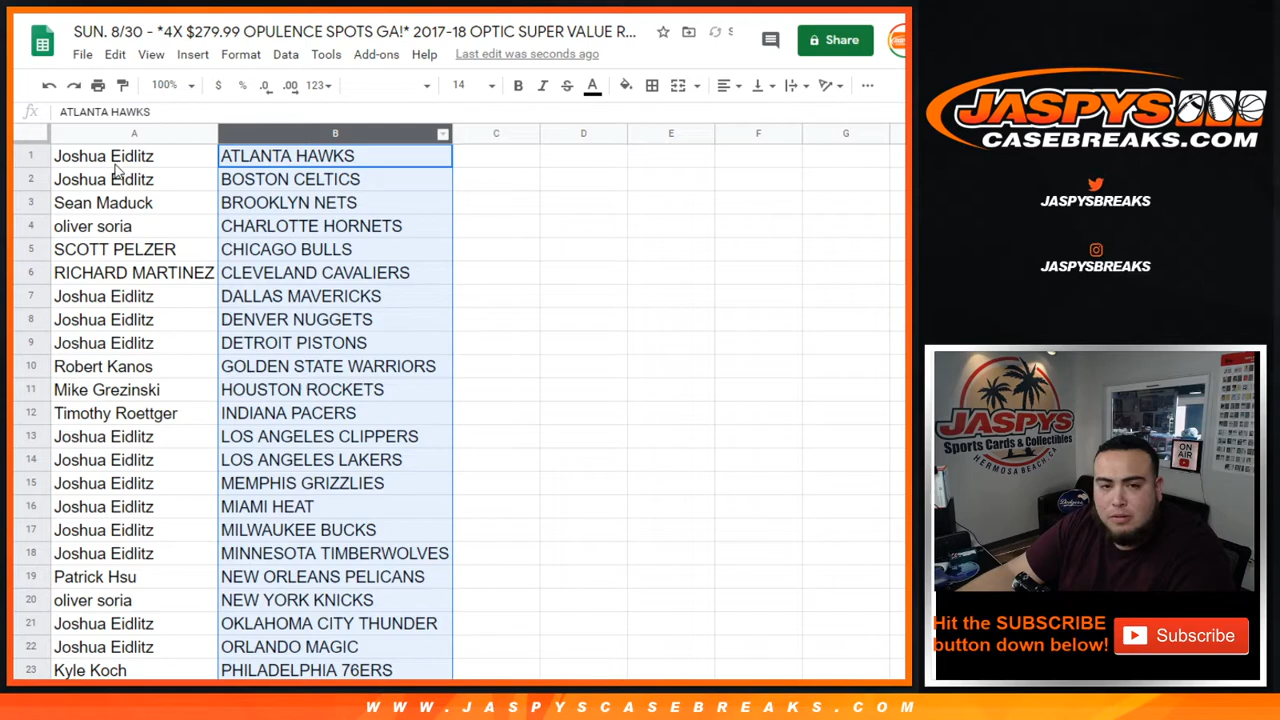 SUN. 8/30 - *4X $279.99 OPULENCE SPOTS GA!* 2017-18 OPTIC SUPER VALUE R...
File Edit View Insert Format Data Tools Add-ons Help Last edit was seconds ago
Share
100% $ % .0 .00 123 14 B I S A
fx ATLANTA HAWKS
A B C D E F G
1 Joshua Eidlitz ATLANTA HAWKS
2 Joshua Eidlitz BOSTON CELTICS
3 Sean Maduck BROOKLYN NETS
4 oliver soria CHARLOTTE HORNETS
5 SCOTT PELZER CHICAGO BULLS
6 RICHARD MARTINEZ CLEVELAND CAVALIERS
7 Joshua Eidlitz DALLAS MAVERICKS
8 Joshua Eidlitz DENVER NUGGETS
9 Joshua Eidlitz DETROIT PISTONS
10 Robert Kanos GOLDEN STATE WARRIORS
11 Mike Grezinski HOUSTON ROCKETS
12 Timothy Roettger INDIANA PACERS
13 Joshua Eidlitz LOS ANGELES CLIPPERS
14 Joshua Eidlitz LOS ANGELES LAKERS
15 Joshua Eidlitz MEMPHIS GRIZZLIES
16 Joshua Eidlitz MIAMI HEAT
17 Joshua Eidlitz MILWAUKEE BUCKS
18 Joshua Eidlitz MINNESOTA TIMBERWOLVES
19 Patrick Hsu NEW ORLEANS PELICANS
20 oliver soria NEW YORK KNICKS
21 Joshua Eidlitz OKLAHOMA CITY THUNDER
22 Joshua Eidlitz ORLANDO MAGIC
23 Kyle Koch PHILADELPHIA 76ERS
JASPYS
CASEBREAKS.COM
JASPYSBREAKS
JASPYSBREAKS
JASPYS
Sports Cards & Collectibles
HERMOSA BEACH, CA
ON
AIR
Dodgers
Hit the SUBSCRIBE
button down below!
Subscribe
WWW.JASPYSCASEBREAKS.COM